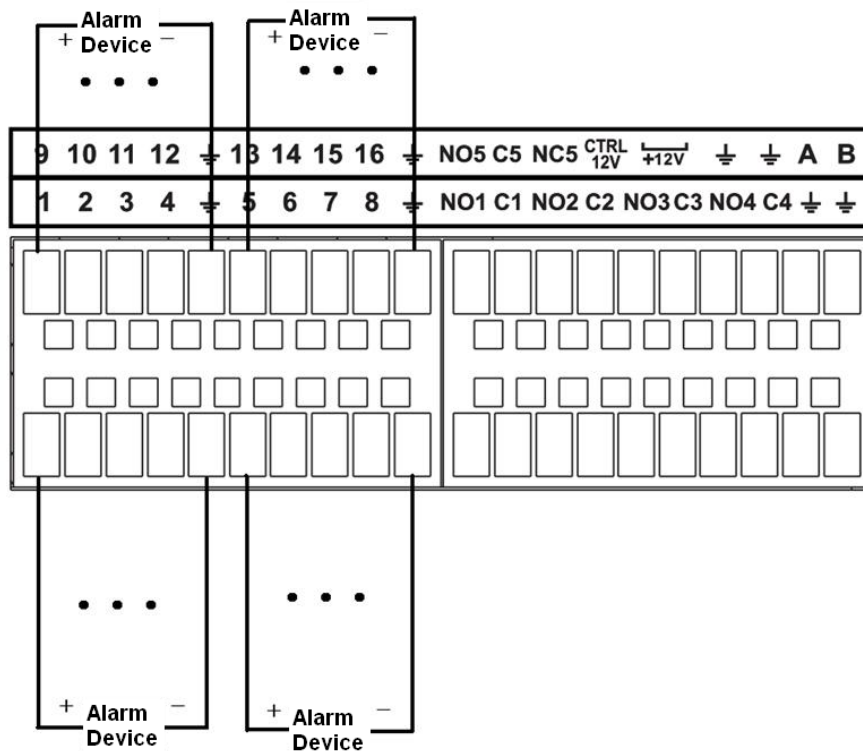 Alarm
Device
+ −
Alarm
Device
+ −
9 10 11 12 ⏚ 13 14 15 16 ⏚ NO5 C5 NC5 CTRL 12V +12V ⏚ ⏚ A B
1 2 3 4 ⏚ 5 6 7 8 ⏚ NO1 C1 NO2 C2 NO3 C3 NO4 C4 ⏚ ⏚
+ −
Alarm
Device
+ −
Alarm
Device